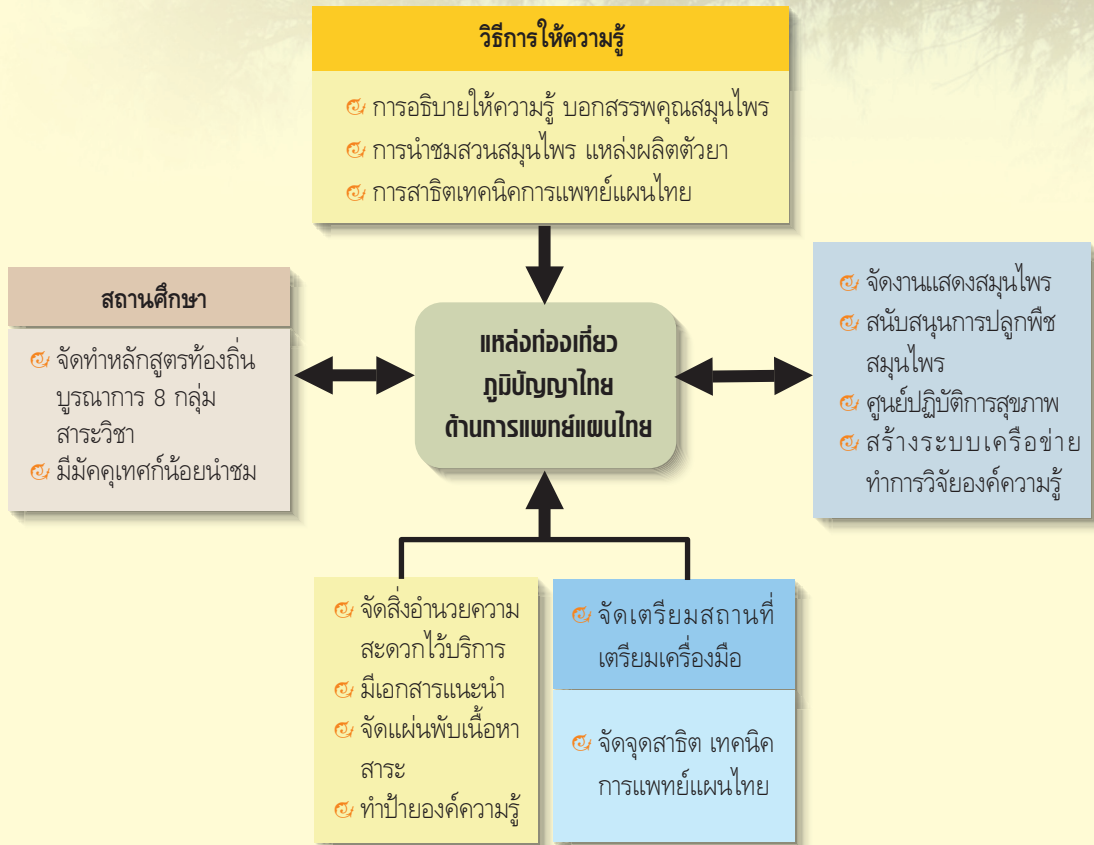 วิธีการให้ความรู้
การอธิบายให้ความรู้ บอกสรรพคุณสมุนไพร
การนำชมสวนสมุนไพร แหล่งผลิตตัวยา
การสาธิตเทคนิคการแพทย์แผนไทย
สถานศึกษา
จัดทำหลักสูตรท้องถิ่น
บูรณาการ 8 กลุ่ม
สาระวิชา
มีมัคคุเทศก์น้อยนำชม
แหล่งท่องเที่ยว
ภูมิปัญญาไทย
ด้านการแพทย์แผนไทย
จัดงานแสดงสมุนไพร
สนับสนุนการปลูกพืช
สมุนไพร
ศูนย์ปฏิบัติการสุขภาพ
สร้างระบบเครือข่าย
ทำการวิจัยองค์ความรู้
จัดสิ่งอำนวยความ
สะดวกไว้บริการ
มีเอกสารแนะนำ
จัดแผ่นพับเนื้อหา
สาระ
ทำป้ายองค์ความรู้
จัดเตรียมสถานที่
เตรียมเครื่องมือ
จัดจุดสาธิต เทคนิค
การแพทย์แผนไทย